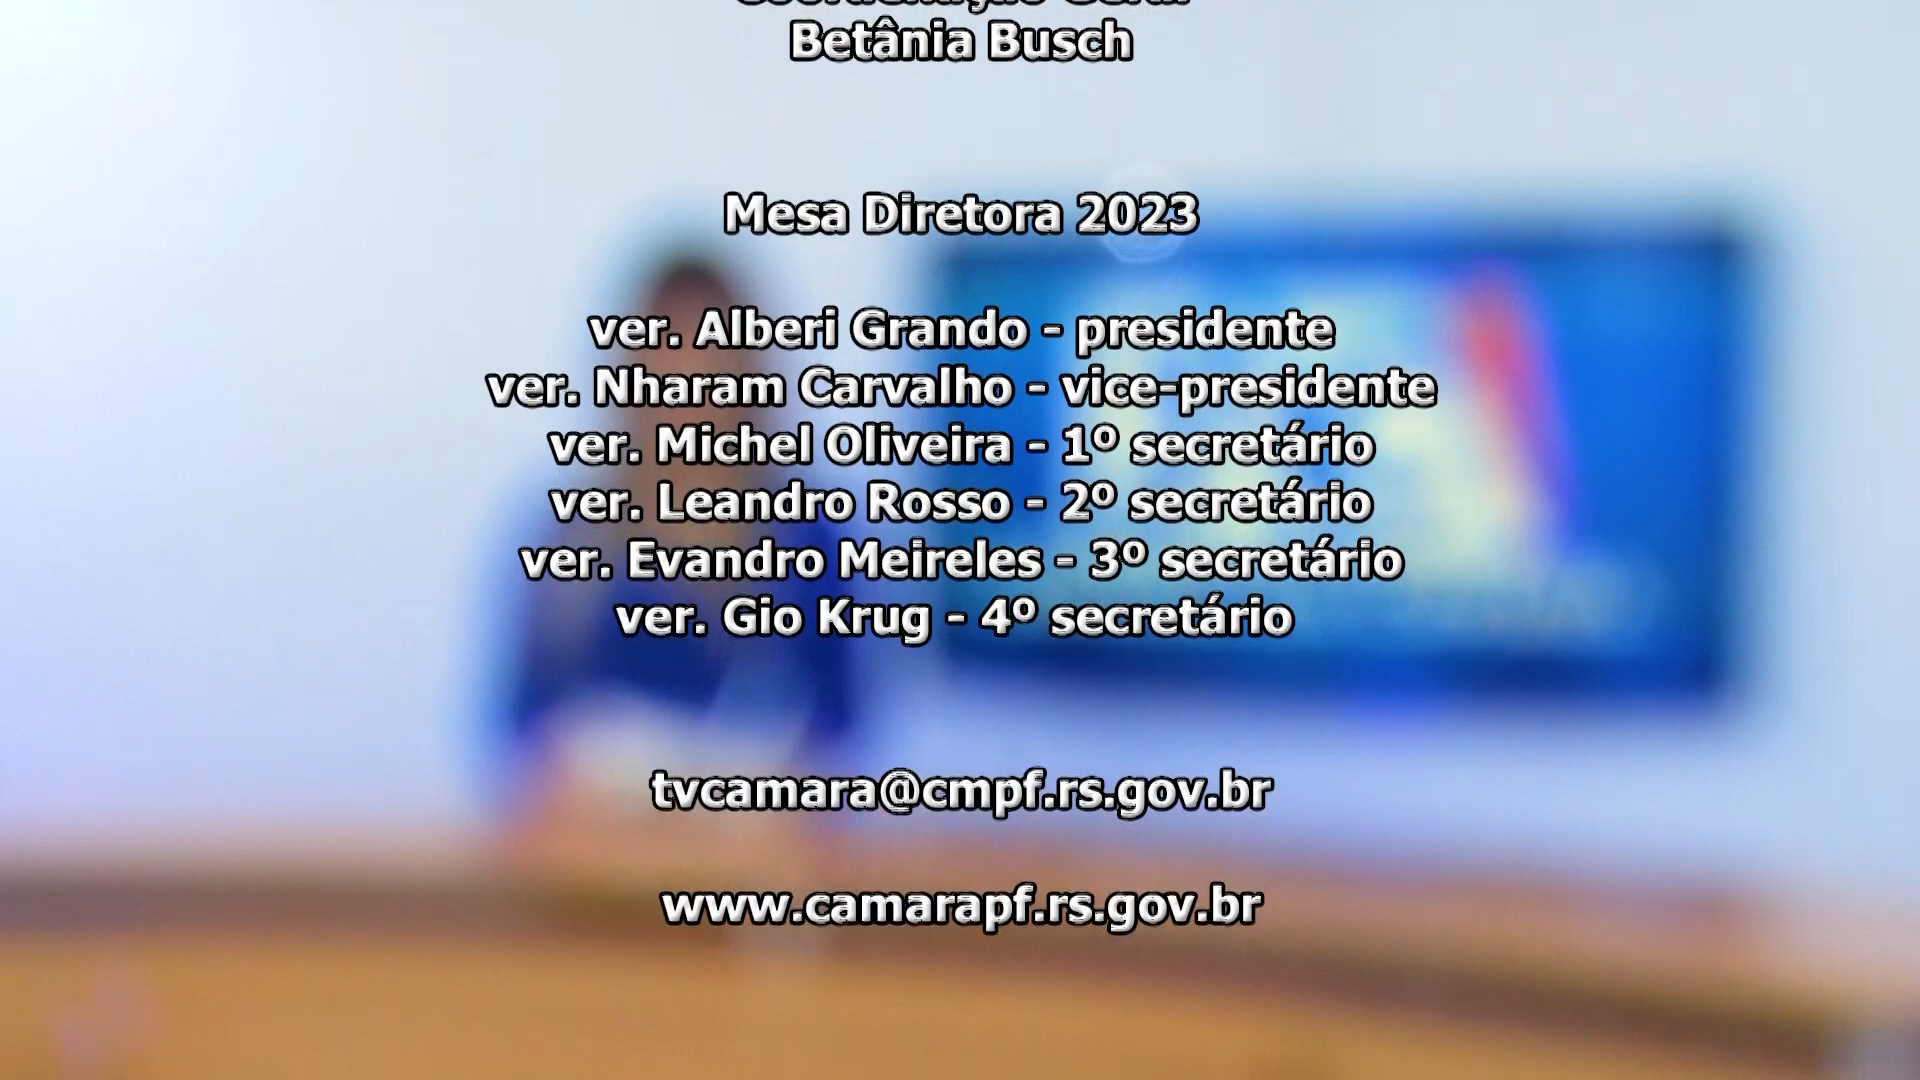 Coordenação Geral
Betânia Busch
Mesa Diretora 2023
ver. Alberi Grando - presidente
ver. Nharam Carvalho - vice-presidente
ver. Michel Oliveira - 1º secretário
ver. Leandro Rosso - 2º secretário
ver. Evandro Meireles - 3º secretário
ver. Gio Krug - 4º secretário
tvcamara@cmpf.rs.gov.br
www.camarapf.rs.gov.br